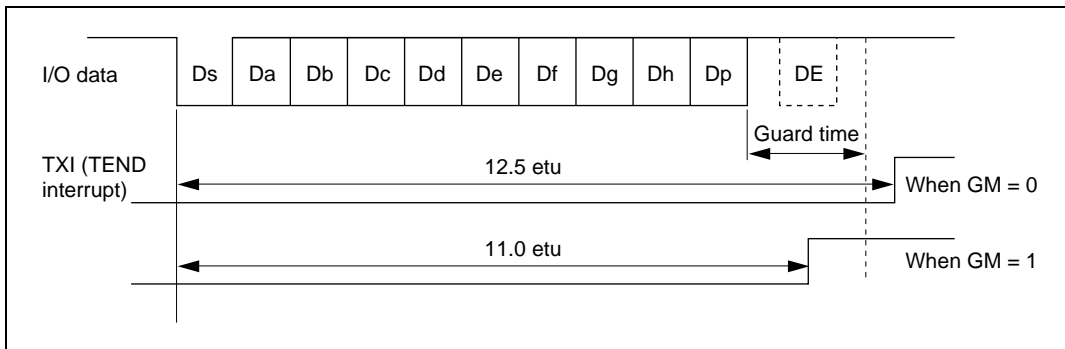 I/O data Ds Da Db Dc Dd De Df Dg Dh Dp DE
Guard time
TXI (TEND
interrupt)
12.5 etu
When GM = 0
11.0 etu
When GM = 1